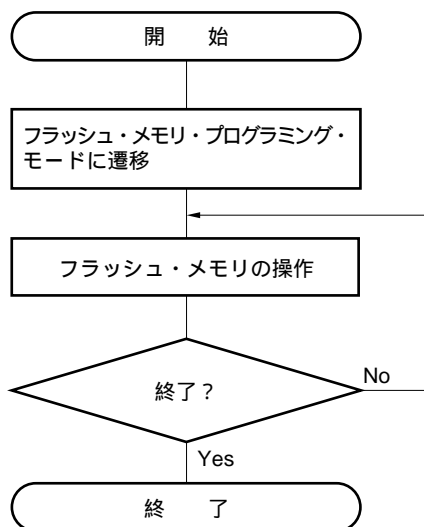 開　始
フラッシュ・メモリ・プログラミング・
モードに遷移
フラッシュ・メモリの操作
終了？
No
Yes
終　了